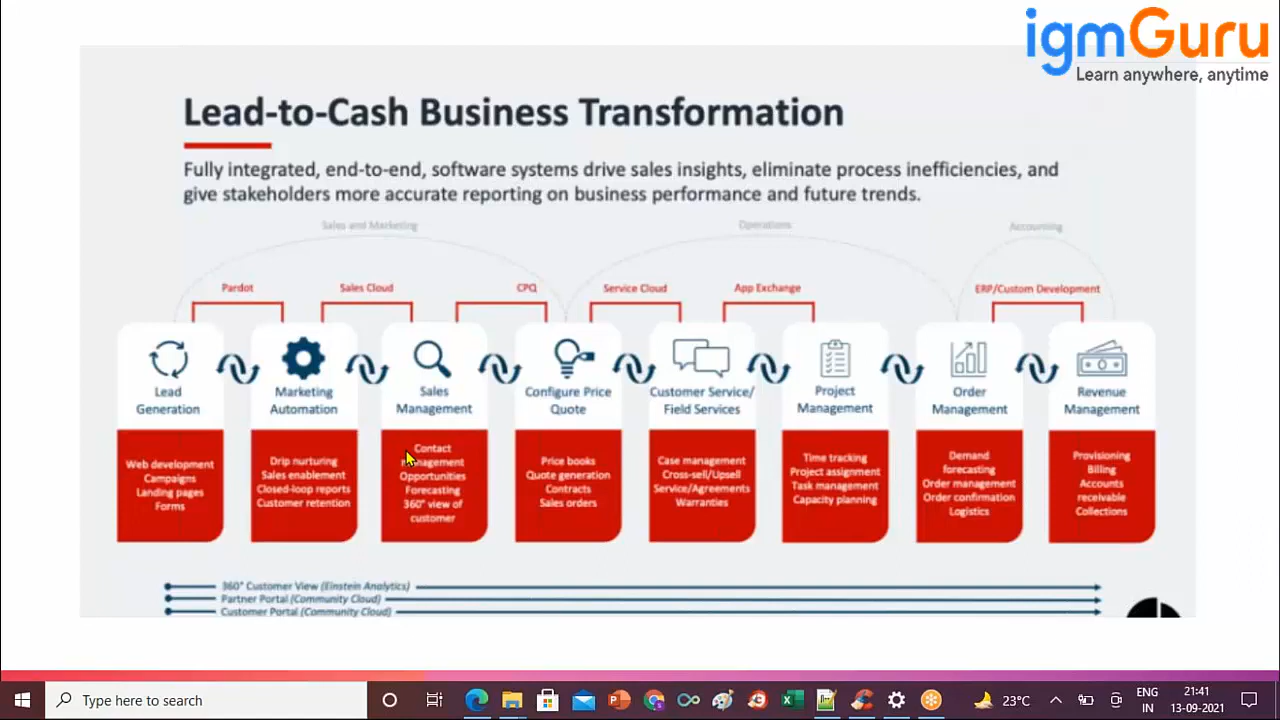 igmGuru
Learn anywhere, anytime
Lead-to-Cash Business Transformation
Fully integrated, end-to-end, software systems drive sales insights, eliminate process inefficiencies, and
give stakeholders more accurate reporting on business performance and future trends.
Sales and Marketing
Operations
Accounting
Pardot
Sales Cloud
CPQ
Service Cloud
App Exchange
ERP/Custom Development
Lead
Generation
Marketing
Automation
Sales
Management
Configure Price
Quote
Customer Service/
Field Services
Project
Management
Order
Management
Revenue
Management
Web development
Campaigns
Landing pages
Forms
Drip nurturing
Sales enablement
Closed-loop reports
Customer retention
Contact
management
Opportunities
Forecasting
360° view of
customer
Price books
Quote generation
Contracts
Sales orders
Case management
Cross-sell/Upsell
Service/Agreements
Warranties
Time tracking
Project assignment
Task management
Capacity planning
Demand
forecasting
Order management
Order confirmation
Logistics
Provisioning
Billing
Accounts
receivable
Collections
360° Customer View (Einstein Analytics)
Partner Portal (Community Cloud)
Customer Portal (Community Cloud)
Type here to search
23°C
ENG
IN
21:41
13-09-2021